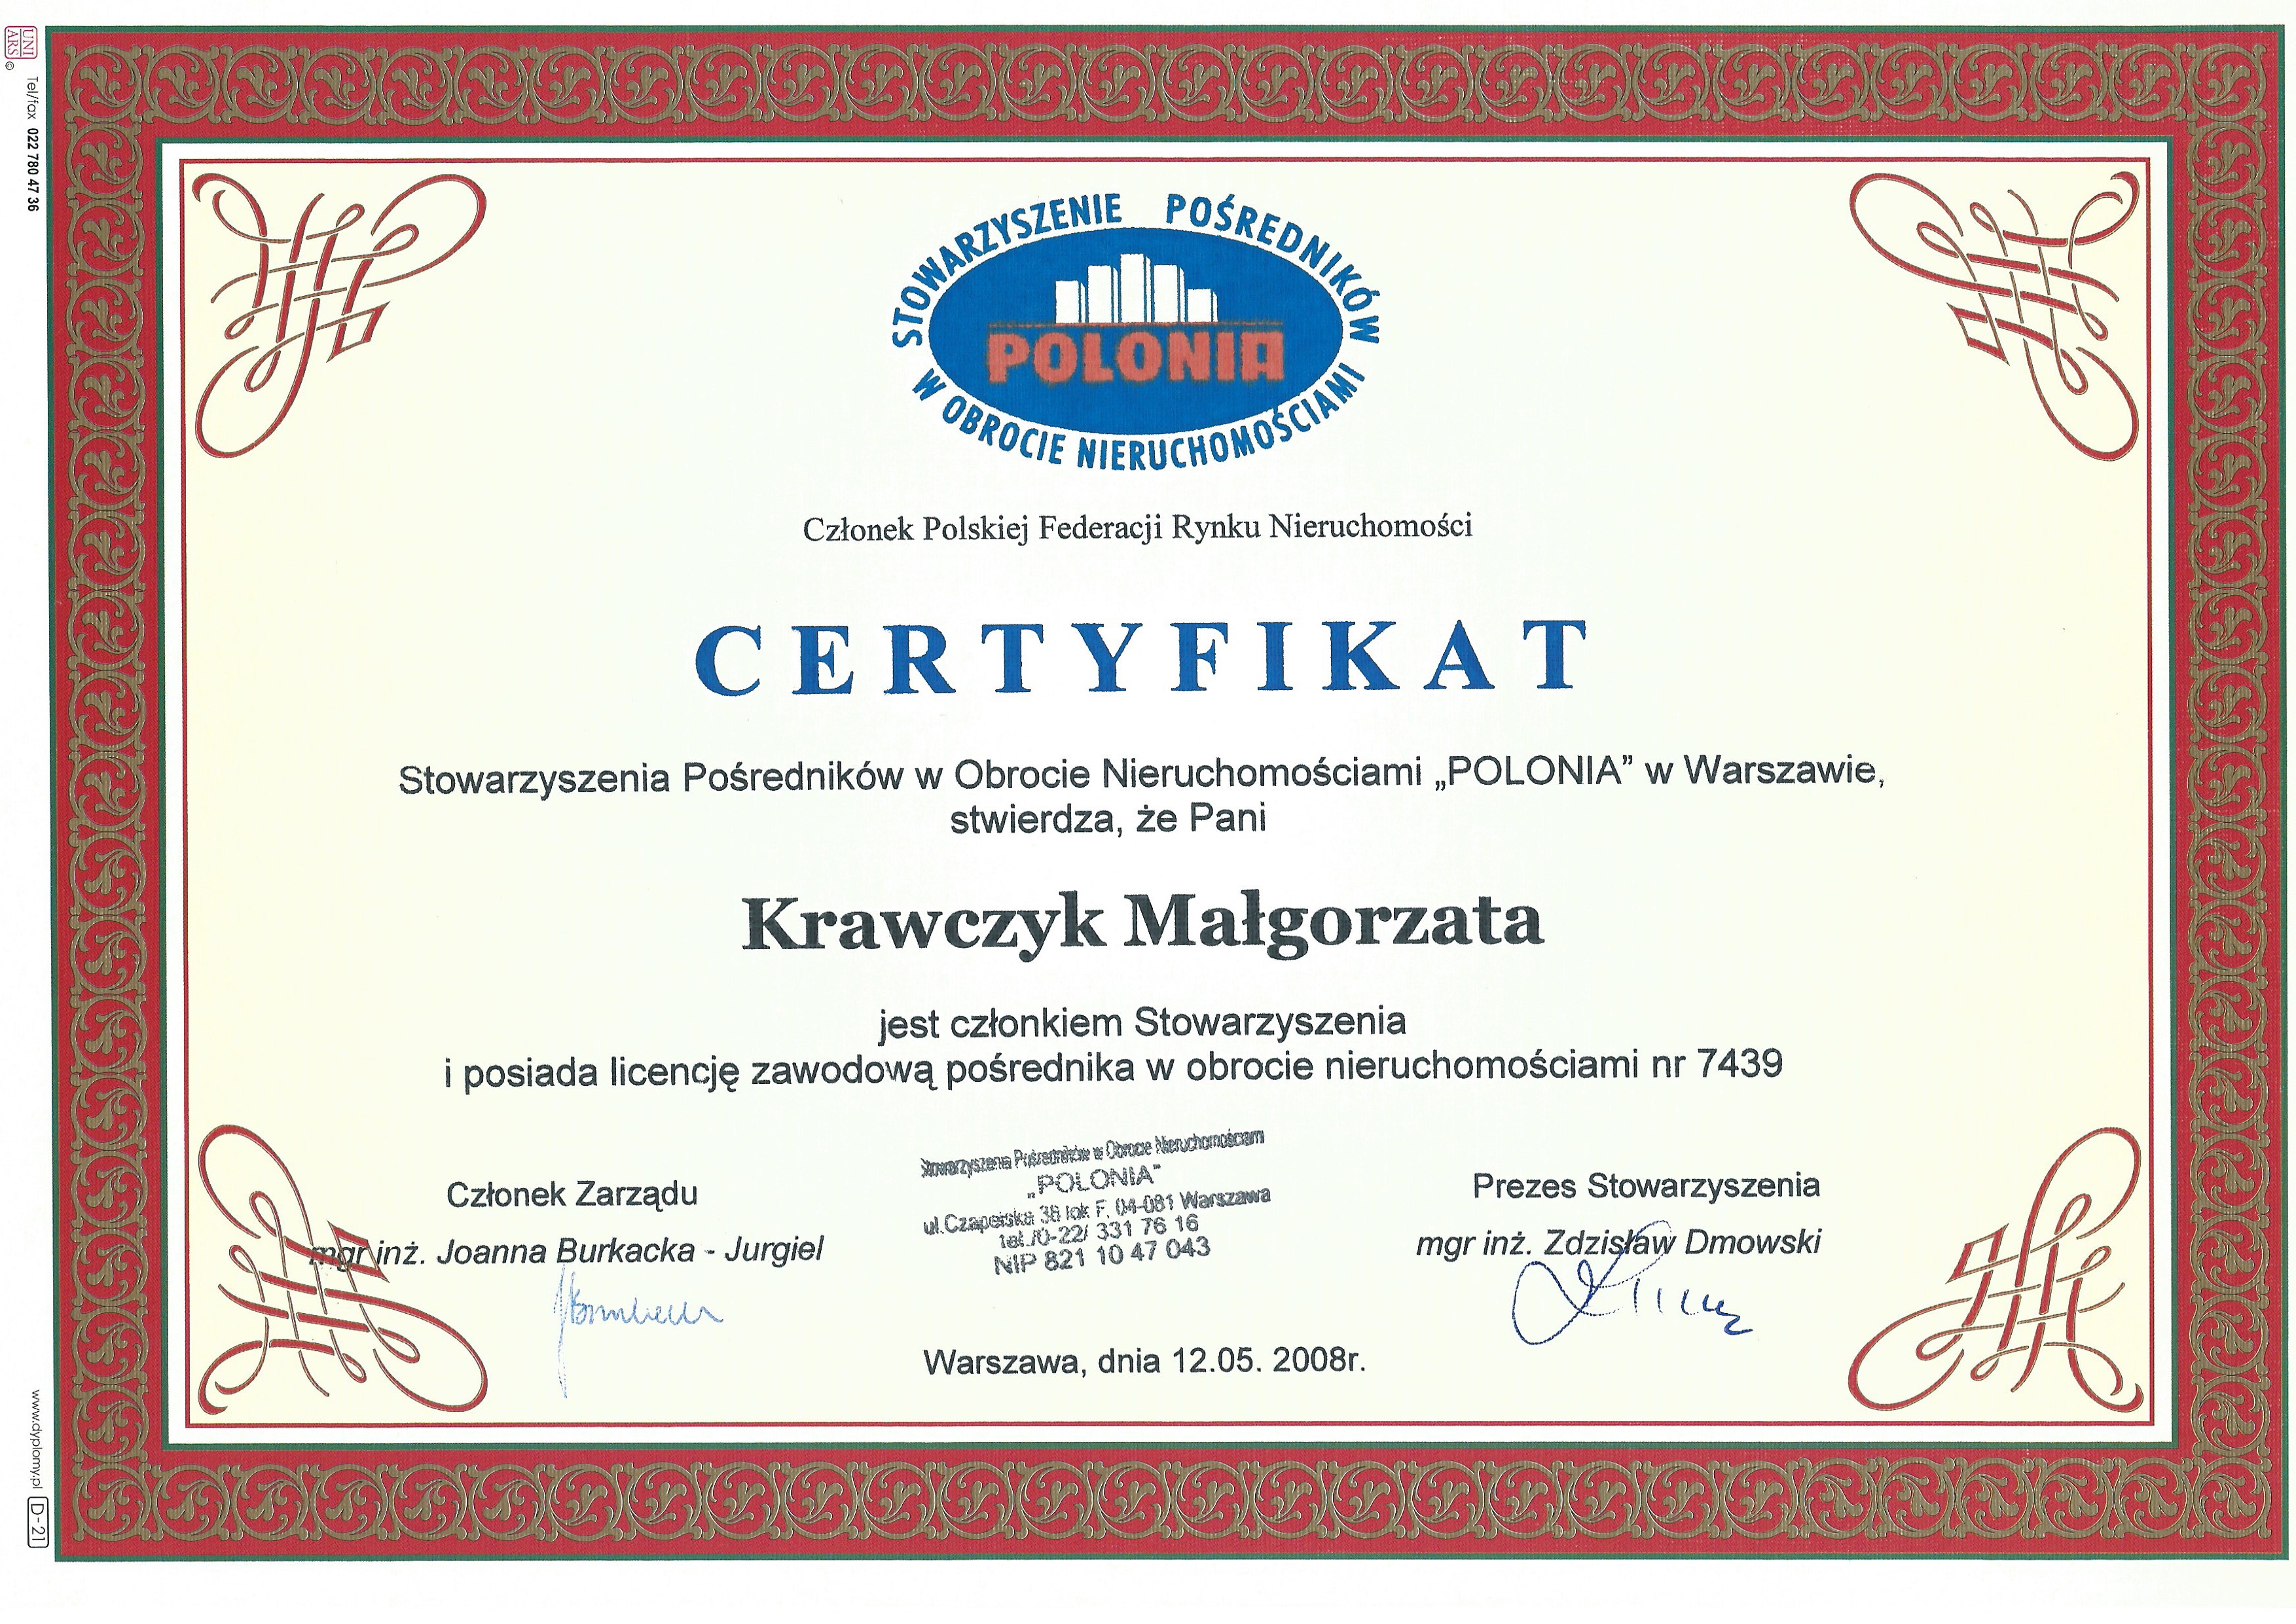 STOWARZYSZENIE POŚREDNIKÓW
W OBROCIE NIERUCHOMOŚCIAMI
POLONIA
Członek Polskiej Federacji Rynku Nieruchomości
CERTYFIKAT
Stowarzyszenia Pośredników w Obrocie Nieruchomościami „POLONIA” w Warszawie,
stwierdza, że Pani
Krawczyk Małgorzata
jest członkiem Stowarzyszenia
i posiada licencję zawodową pośrednika w obrocie nieruchomościami nr 7439
Stowarzyszenia Pośredników w Obrocie Nieruchomościami
„POLONIA”
ul. 38 lok F, 04-081 Warszawa
tel./0-22/ 331 76 16
NIP 821 10 47 043
Członek Zarządu
mgr inż. Joanna Burkacka - Jurgiel
Prezes Stowarzyszenia
mgr inż. Zdzisław Dmowski
Warszawa, dnia 12.05. 2008r.
UNI
ARS
© Tel/fax 022 780 47 36
www.dyplomy.pl D-21